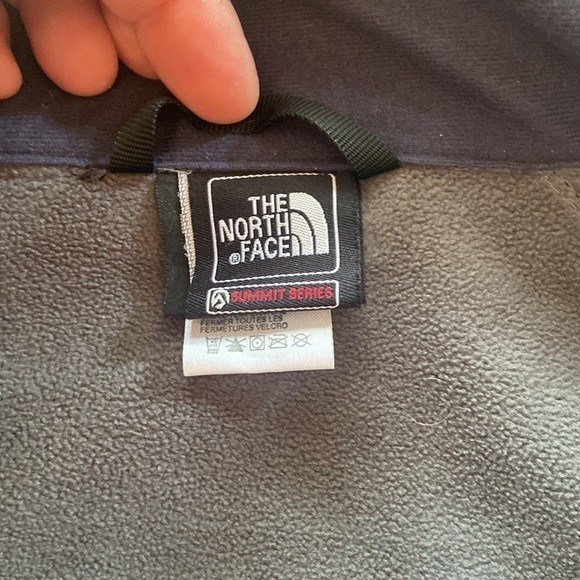 THE
NORTH
FACE®
SUMMIT SERIES
FERMER TOUTES LES
FERMETURES VELCRO